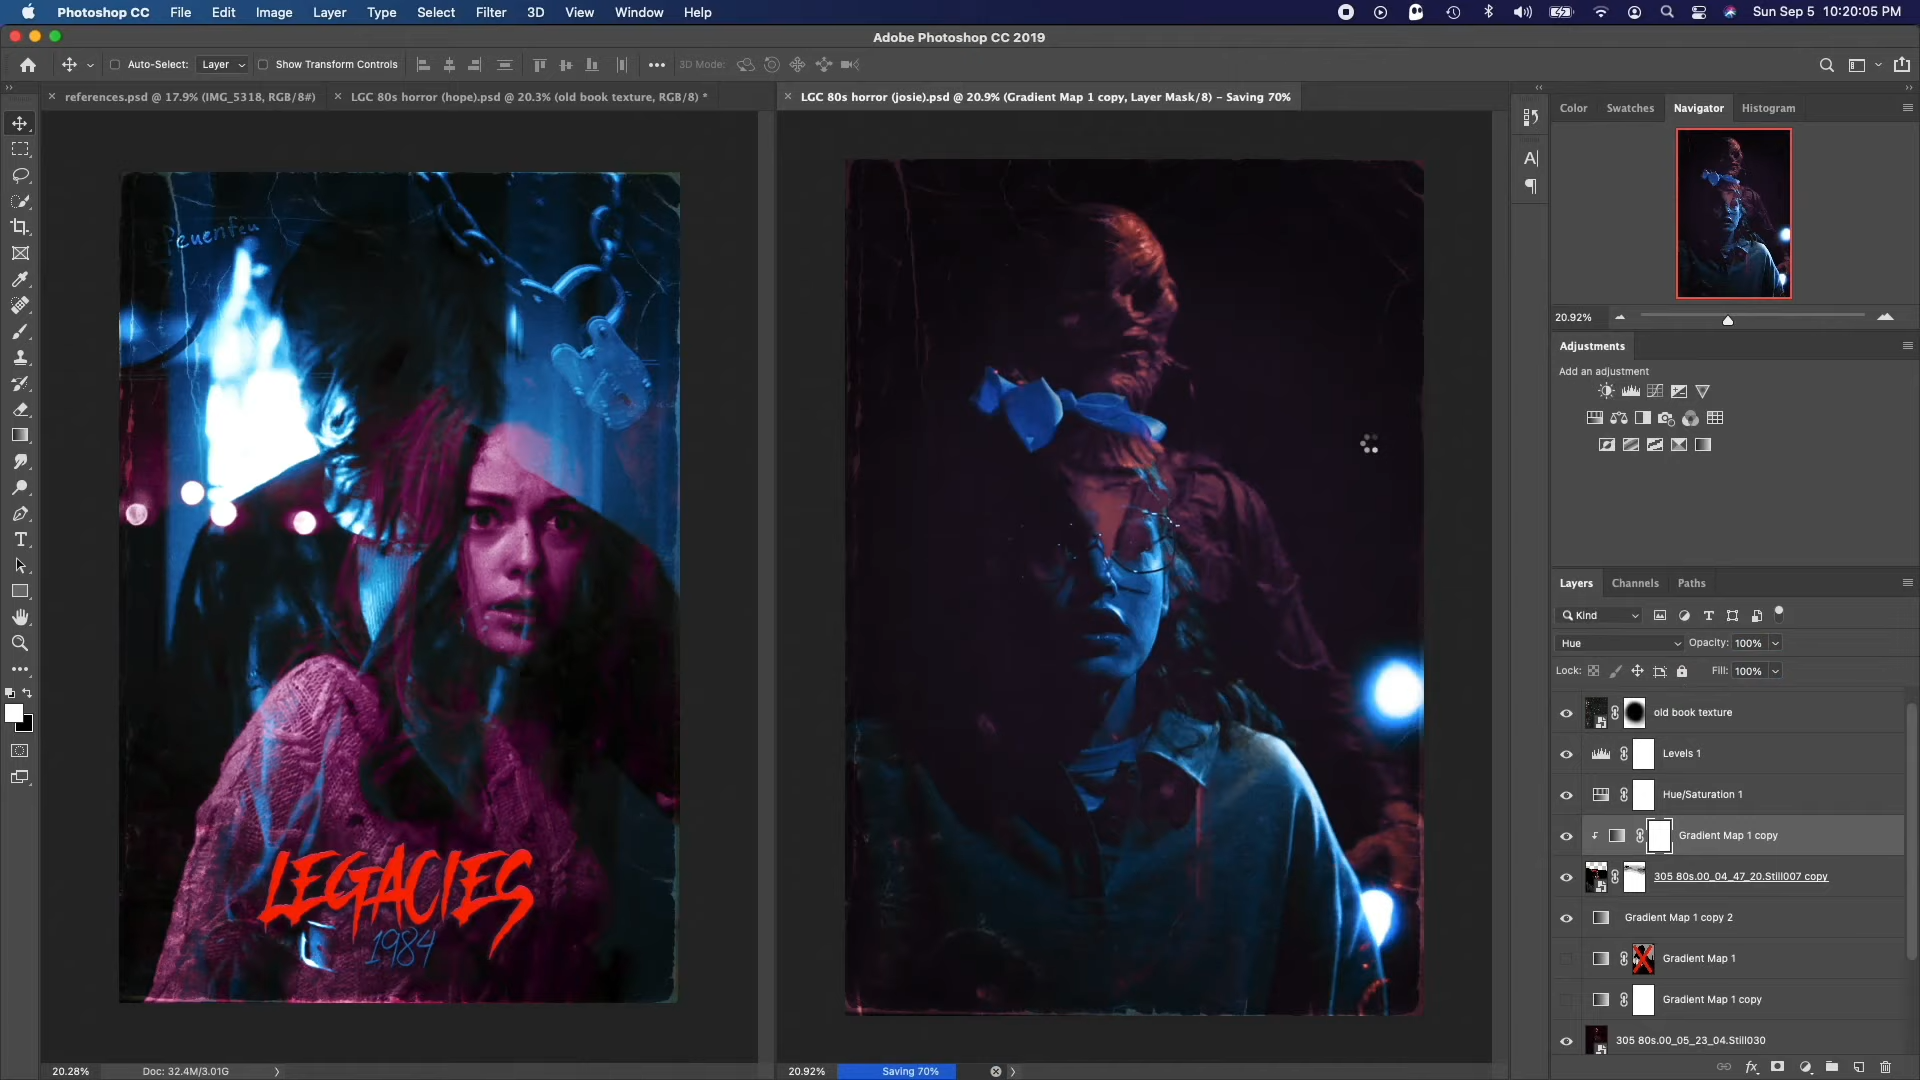 Photoshop CC File Edit Image Layer Type Select Filter 3D View Window Help Sun Sep 5 10:20:05 PM
Adobe Photoshop CC 2019
Auto-Select: Layer Show Transform Controls 3D Mode:
references.psd @ 17.9% (IMG_5318, RGB/8#) LGC 80s horror (hope).psd @ 20.3% (old book texture, RGB/8) * LGC 80s horror (josie).psd @ 20.9% (Gradient Map 1 copy, Layer Mask/8) – Saving 70%
Color Swatches Navigator Histogram
20.92%
Adjustments
Add an adjustment
Layers Channels Paths
Kind
Hue Opacity: 100%
Lock: Fill: 100%
old book texture
Levels 1
Hue/Saturation 1
Gradient Map 1 copy
305 80s.00_04_47_20.Still007 copy
Gradient Map 1 copy 2
Gradient Map 1
Gradient Map 1 copy
305 80s.00_05_23_04.Still030
LEGACIES
1984
20.28% Doc: 32.4M/3.01G 20.92% Saving 70%